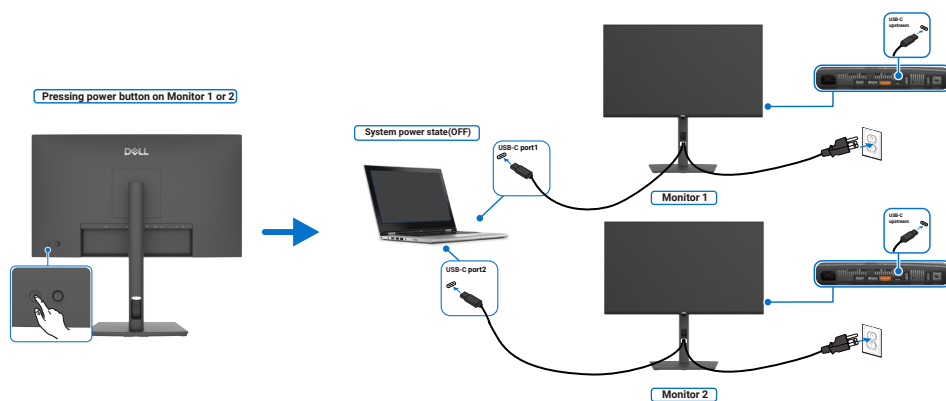 Pressing power button on Monitor 1 or 2
DELL
System power state(OFF)
USB-C port1
USB-C port2
Monitor 1
USB-C
upstream
Monitor 2
USB-C
upstream